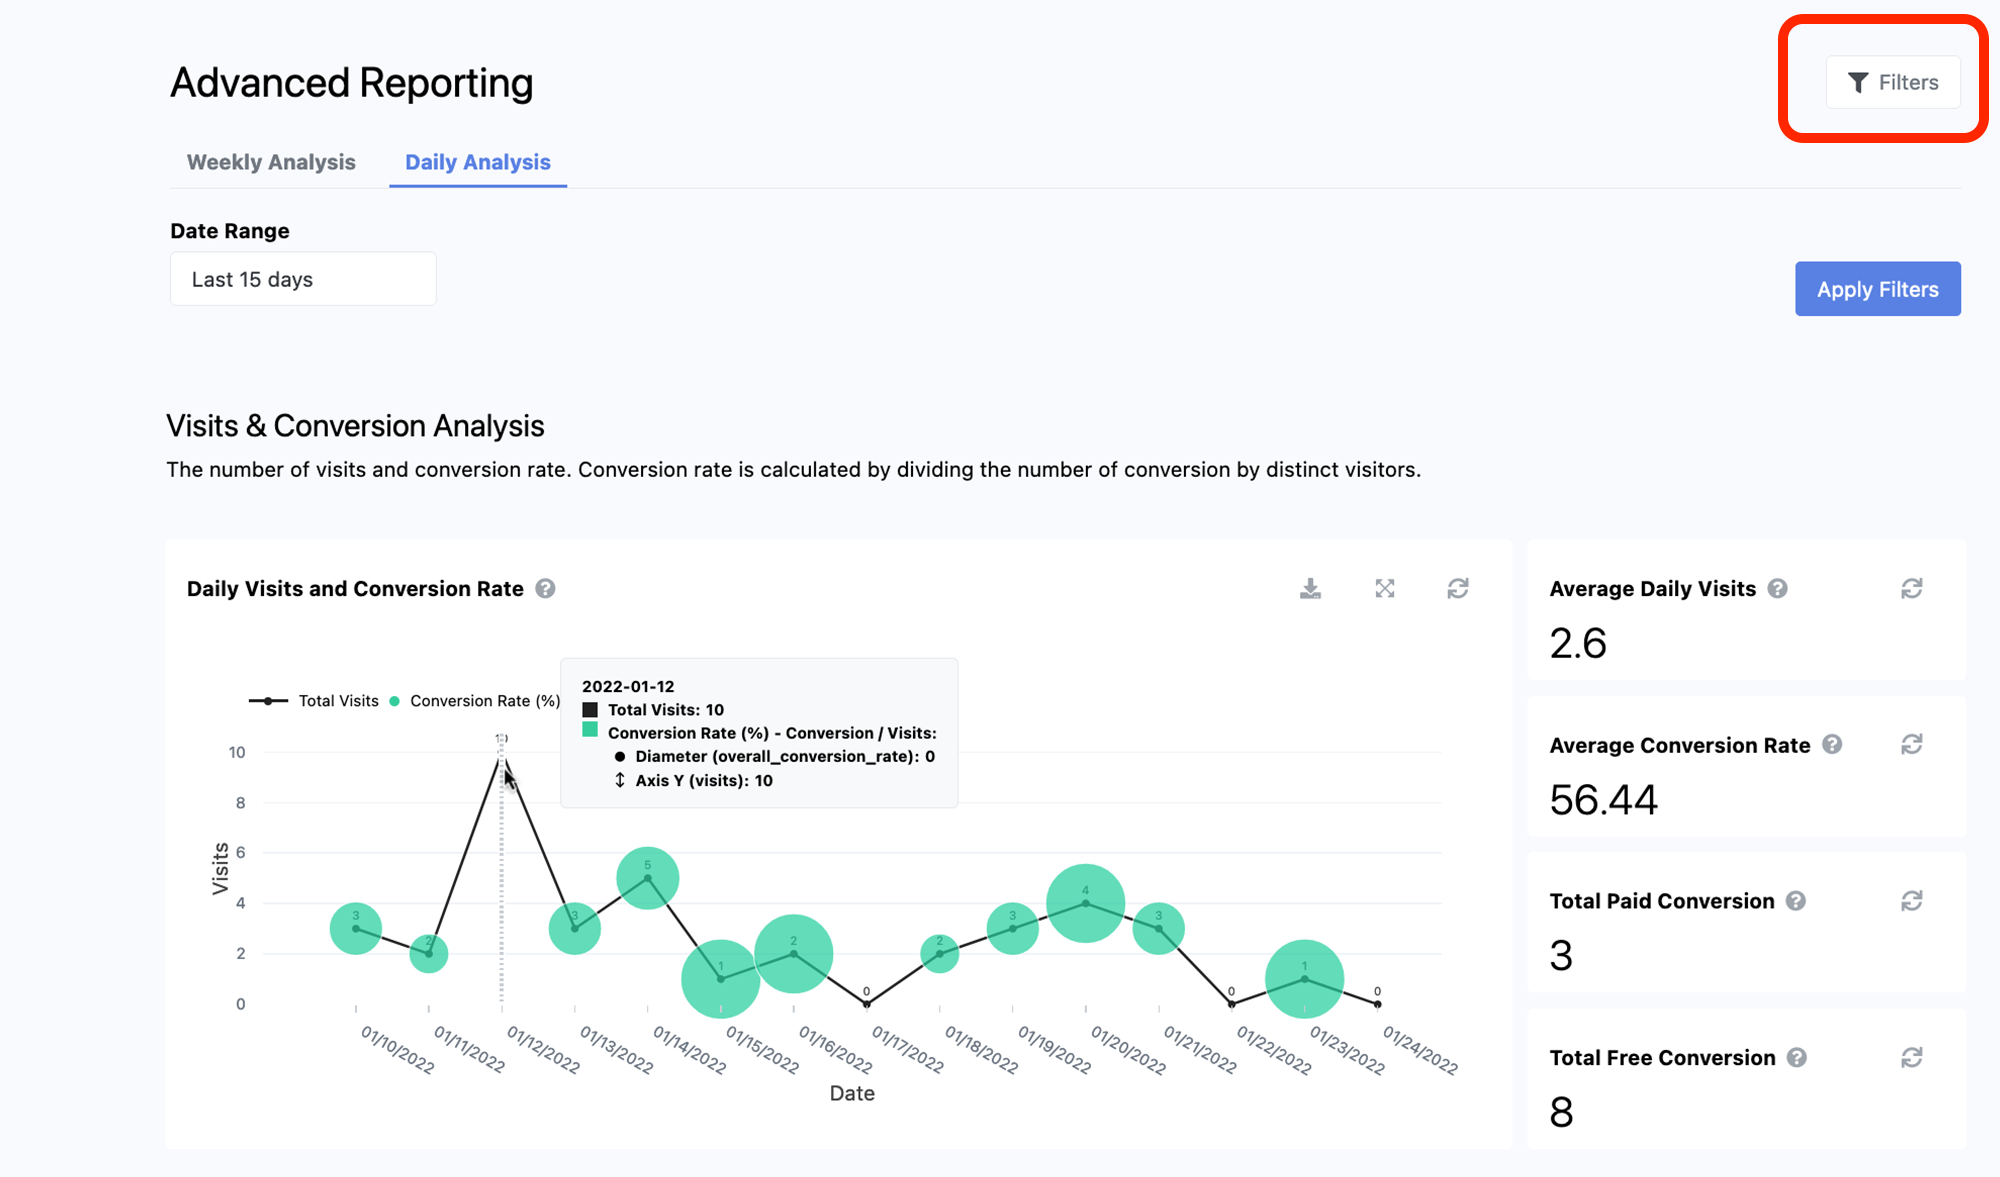 Advanced Reporting
Filters
Weekly Analysis
Daily Analysis
Date Range
Last 15 days
Apply Filters
Visits & Conversion Analysis
The number of visits and conversion rate. Conversion rate is calculated by dividing the number of conversion by distinct visitors.
Daily Visits and Conversion Rate
Total Visits
Conversion Rate (%)
2022-01-12
Total Visits: 10
Conversion Rate (%) - Conversion / Visits:
Diameter (overall_conversion_rate): 0
Axis Y (visits): 10
Visits
10
8
6
4
2
0
3
2
10
3
5
1
2
0
2
3
4
3
0
1
0
01/10/2022
01/11/2022
01/12/2022
01/13/2022
01/14/2022
01/15/2022
01/16/2022
01/17/2022
01/18/2022
01/19/2022
01/20/2022
01/21/2022
01/22/2022
01/23/2022
01/24/2022
Date
Average Daily Visits
2.6
Average Conversion Rate
56.44
Total Paid Conversion
3
Total Free Conversion
8